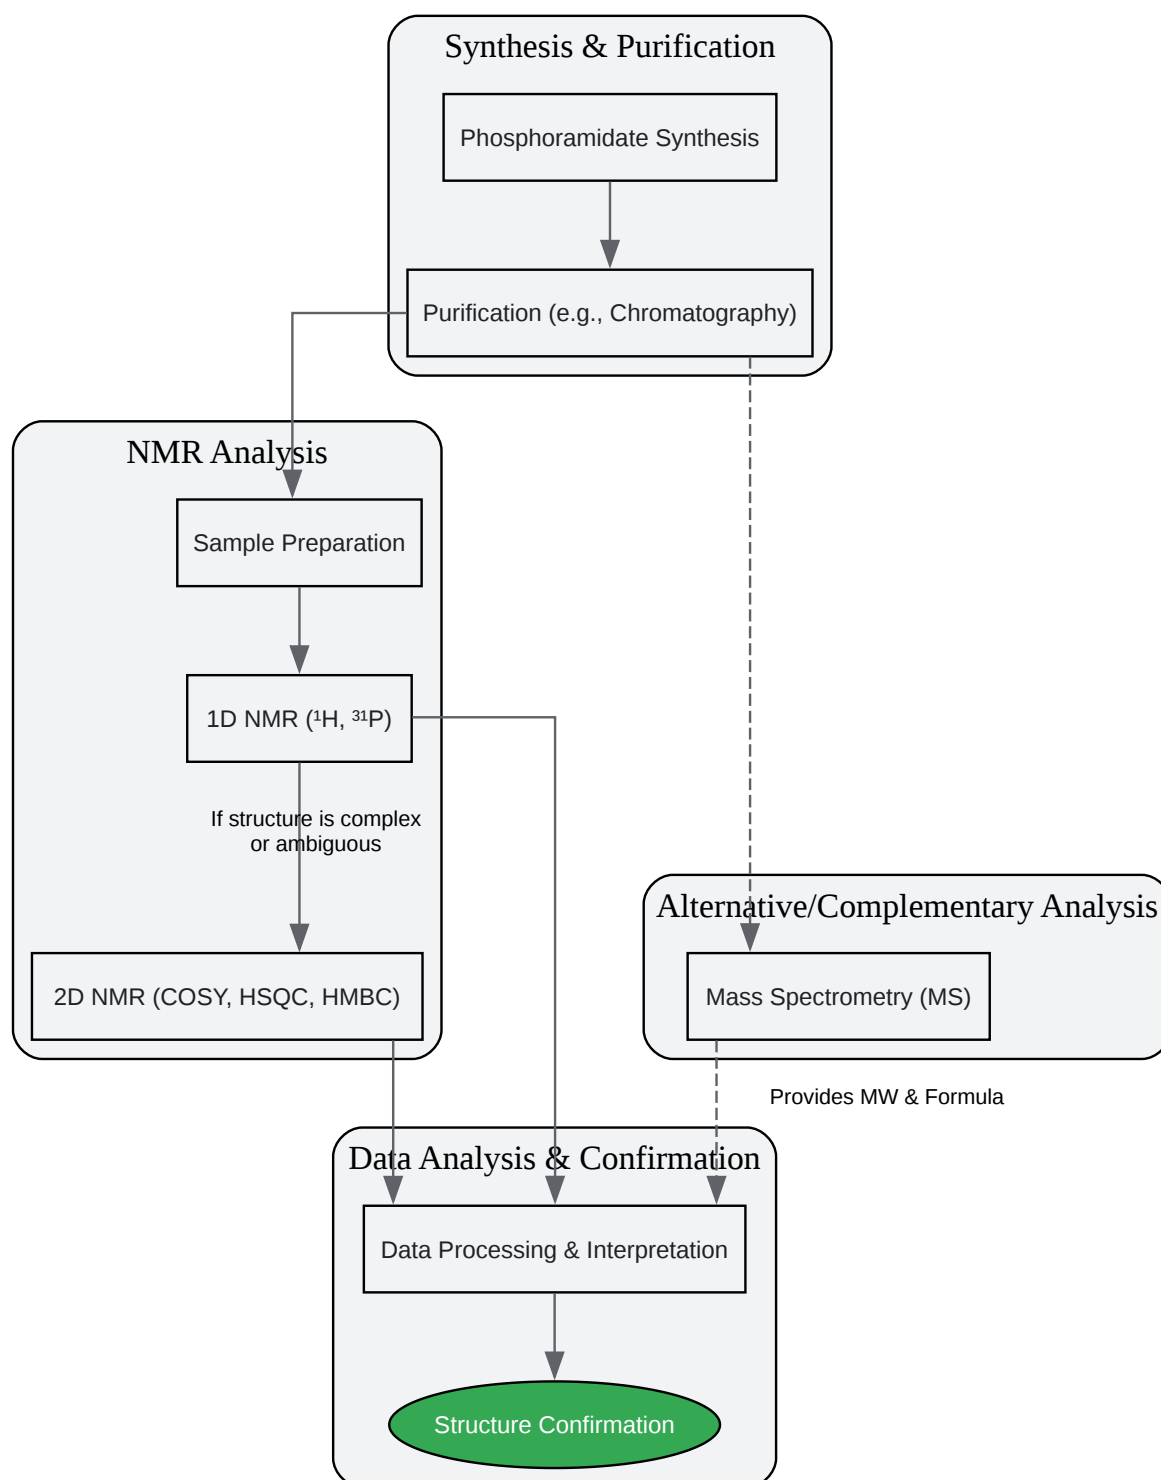 Synthesis & Purification
Phosphoramidate Synthesis
Purification (e.g., Chromatography)
NMR Analysis
Sample Preparation
1D NMR (¹H, ³¹P)
If structure is complex
or ambiguous
2D NMR (COSY, HSQC, HMBC)
Alternative/Complementary Analysis
Mass Spectrometry (MS)
Provides MW & Formula
Data Analysis & Confirmation
Data Processing & Interpretation
Structure Confirmation